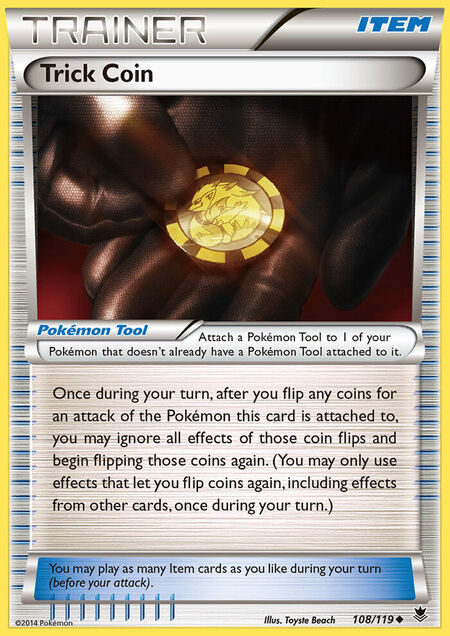 TRAINER
ITEM
Trick Coin
Pokémon Tool
Attach a Pokémon Tool to 1 of your
Pokémon that doesn't already have a Pokémon Tool attached to it.
Once during your turn, after you flip any coins for
an attack of the Pokémon this card is attached to,
you may ignore all effects of those coin flips and
begin flipping those coins again. (You may only use
effects that let you flip coins again, including effects
from other cards, once during your turn.)
You may play as many Item cards as you like during your turn
(before your attack).
©2014 Pokémon
Illus. Toyste Beach
108/119